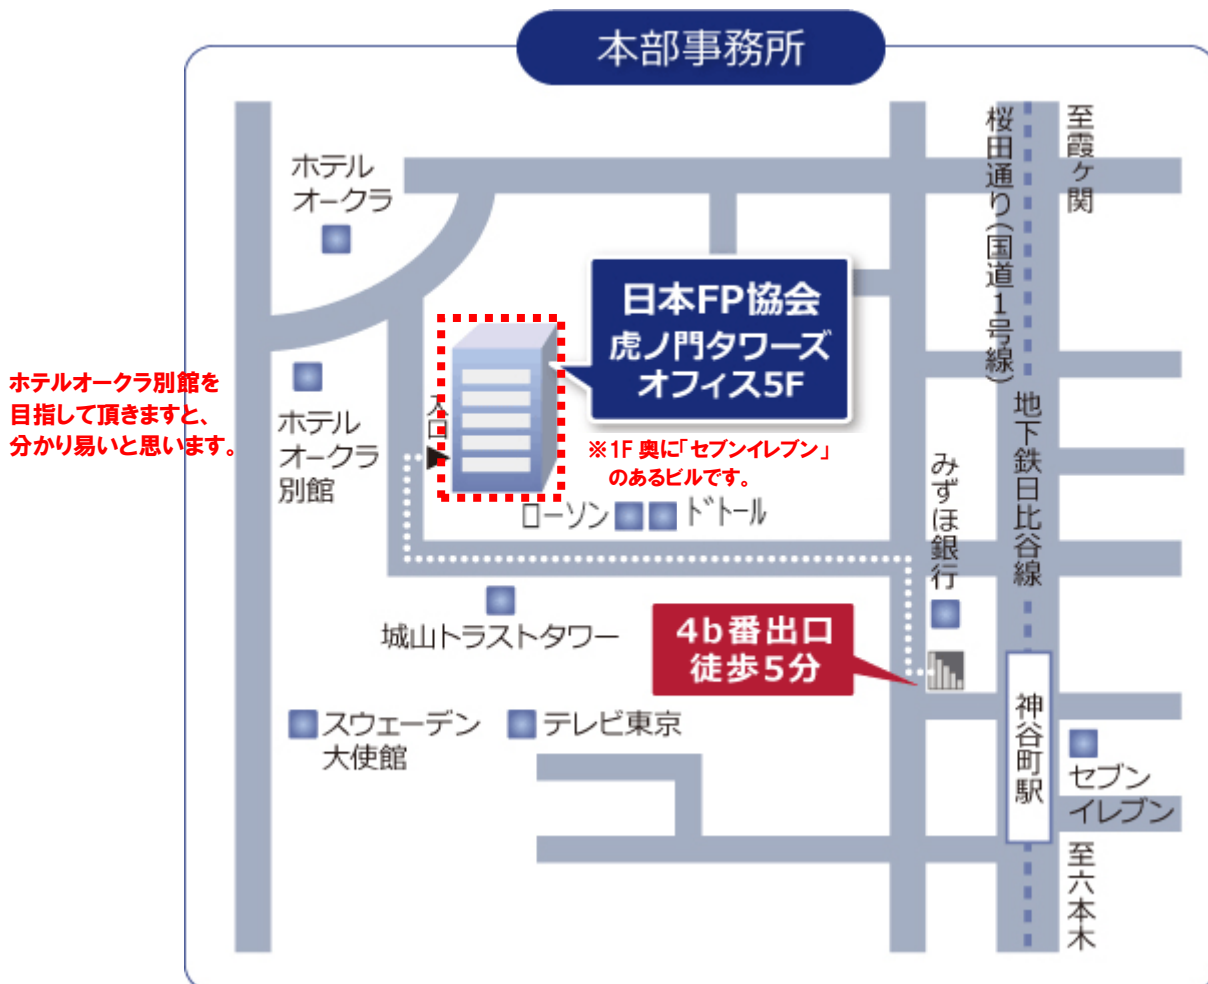 本部事務所
ホテル
オークラ
桜田通り(国道1号線)
至霞ヶ関
日本FP協会
虎ノ門タワーズ
オフィス5F
ホテルオークラ別館を
目指して頂きますと、
分かり易いと思います。
ホテル
オークラ
別館
入口
※1F 奥に「セブンイレブン」
のあるビルです。
ローソン
ドトール
地下鉄日比谷線
みずほ銀行
城山トラストタワー
4b番出口
徒歩5分
スウェーデン
大使館
テレビ東京
神谷町駅
セブン
イレブン
至六本木